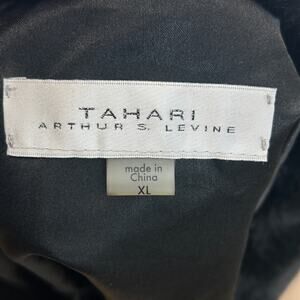 TAHARI
ARTHUR S. LEVINE
made in
China
XL